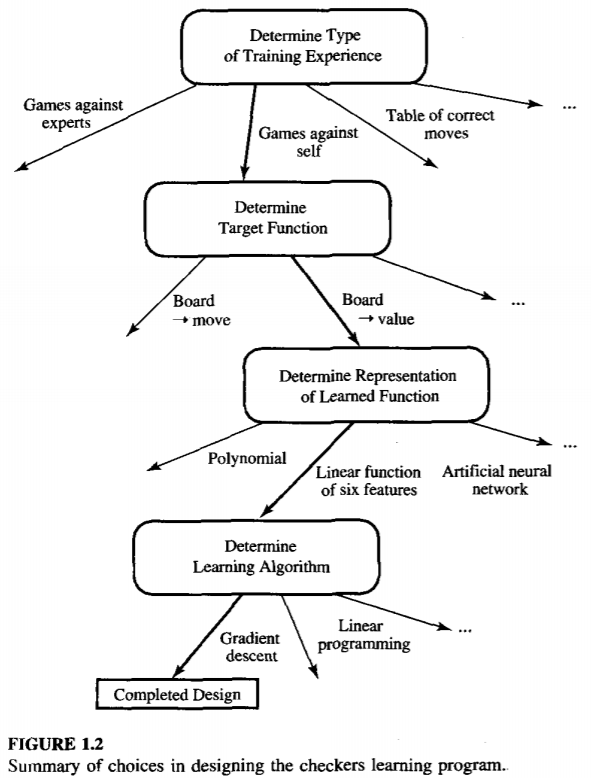 Determine Type
of Training Experience
Games against
experts
Games against
self
Table of correct
moves
...
Determine
Target Function
Board
→ move
Board
→ value
...
Determine Representation
of Learned Function
Polynomial
Linear function
of six features
Artificial neural
network
...
Determine
Learning Algorithm
Gradient
descent
Linear
programming
...
Completed Design
FIGURE 1.2
Summary of choices in designing the checkers learning program.